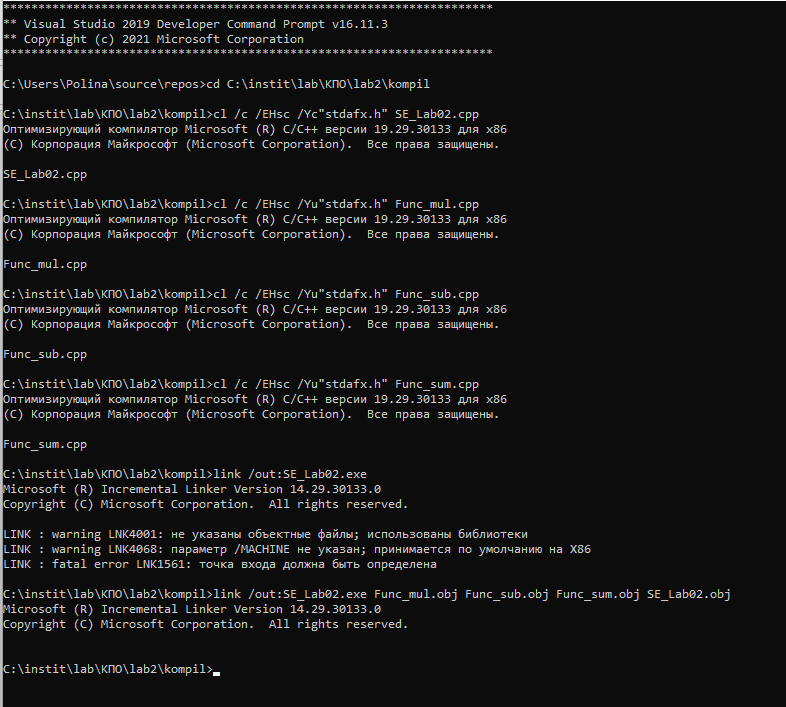 **********************************************************************
** Visual Studio 2019 Developer Command Prompt v16.11.3
** Copyright (c) 2021 Microsoft Corporation
**********************************************************************
C:\Users\Polina\source\repos>cd C:\instit\lab\КПО\lab2\kompil
C:\instit\lab\КПО\lab2\kompil>cl /c /EHsc /Yc"stdafx.h" SE_Lab02.cpp
Оптимизирующий компилятор Microsoft (R) C/C++ версии 19.29.30133 для x86
(C) Корпорация Майкрософт (Microsoft Corporation).  Все права защищены.
SE_Lab02.cpp
C:\instit\lab\КПО\lab2\kompil>cl /c /EHsc /Yu"stdafx.h" Func_mul.cpp
Оптимизирующий компилятор Microsoft (R) C/C++ версии 19.29.30133 для x86
(C) Корпорация Майкрософт (Microsoft Corporation).  Все права защищены.
Func_mul.cpp
C:\instit\lab\КПО\lab2\kompil>cl /c /EHsc /Yu"stdafx.h" Func_sub.cpp
Оптимизирующий компилятор Microsoft (R) C/C++ версии 19.29.30133 для x86
(C) Корпорация Майкрософт (Microsoft Corporation).  Все права защищены.
Func_sub.cpp
C:\instit\lab\КПО\lab2\kompil>cl /c /EHsc /Yu"stdafx.h" Func_sum.cpp
Оптимизирующий компилятор Microsoft (R) C/C++ версии 19.29.30133 для x86
(C) Корпорация Майкрософт (Microsoft Corporation).  Все права защищены.
Func_sum.cpp
C:\instit\lab\КПО\lab2\kompil>link /out:SE_Lab02.exe
Microsoft (R) Incremental Linker Version 14.29.30133.0
Copyright (C) Microsoft Corporation.  All rights reserved.
LINK : warning LNK4001: не указаны объектные файлы; использованы библиотеки
LINK : warning LNK4068: параметр /MACHINE не указан; принимается по умолчанию на X86
LINK : fatal error LNK1561: точка входа должна быть определена
C:\instit\lab\КПО\lab2\kompil>link /out:SE_Lab02.exe Func_mul.obj Func_sub.obj Func_sum.obj SE_Lab02.obj
Microsoft (R) Incremental Linker Version 14.29.30133.0
Copyright (C) Microsoft Corporation.  All rights reserved.
C:\instit\lab\КПО\lab2\kompil>